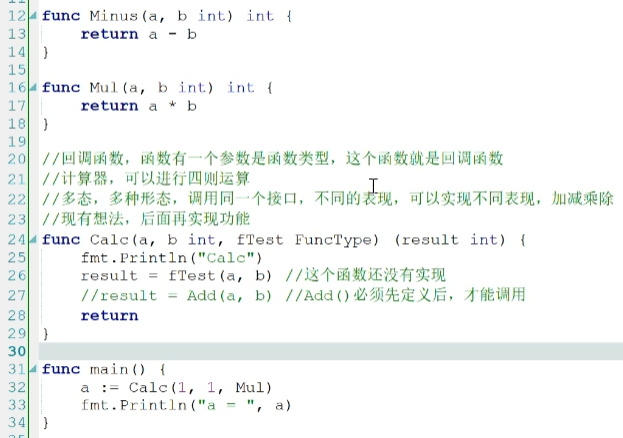 12 func Minus(a, b int) int {
13     return a - b
14 }
15
16 func Mul(a, b int) int {
17     return a * b
18 }
19
20 //回调函数，函数有一个参数是函数类型，这个函数就是回调函数
21 //计算器，可以进行四则运算
22 //多态，多种形态，调用同一个接口，不同的表现，可以实现不同表现，加减乘除
23 //现有想法，后面再实现功能
24 func Calc(a, b int, fTest FuncType) (result int) {
25     fmt.Println("Calc")
26     result = fTest(a, b) //这个函数还没有实现
27     //result = Add(a, b) //Add()必须先定义后，才能调用
28     return
29 }
30
31 func main() {
32     a := Calc(1, 1, Mul)
33     fmt.Println("a = ", a)
34 }